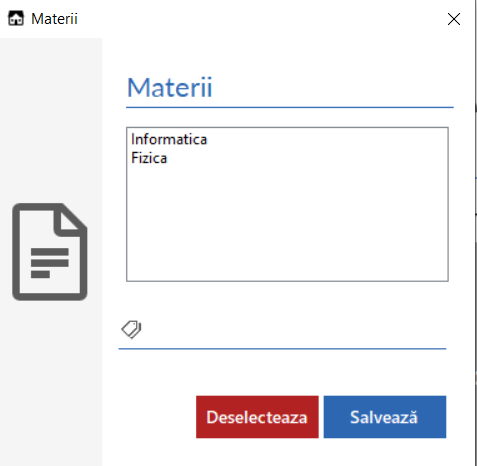 Materii
Materii
Informatica
Fizica
Deselecteaza
Salvează